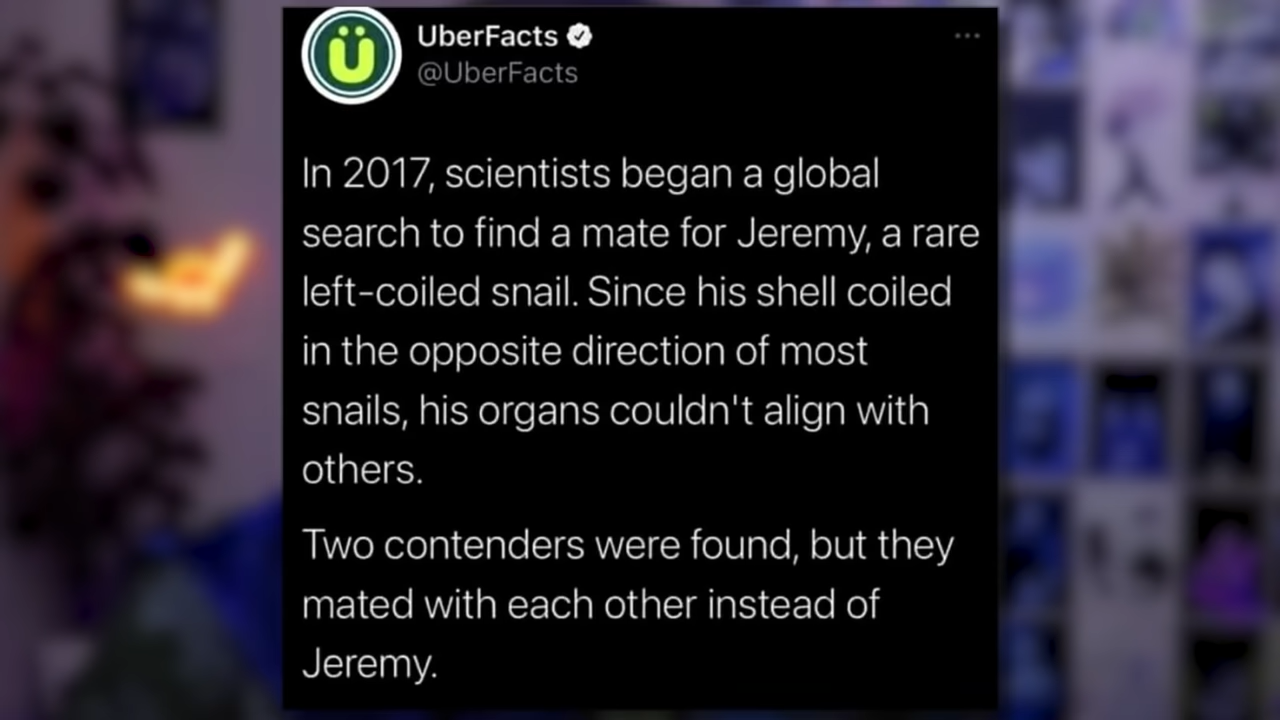 Ü
UberFacts
@UberFacts
In 2017, scientists began a global
search to find a mate for Jeremy, a rare
left-coiled snail. Since his shell coiled
in the opposite direction of most
snails, his organs couldn't align with
others.
Two contenders were found, but they
mated with each other instead of
Jeremy.